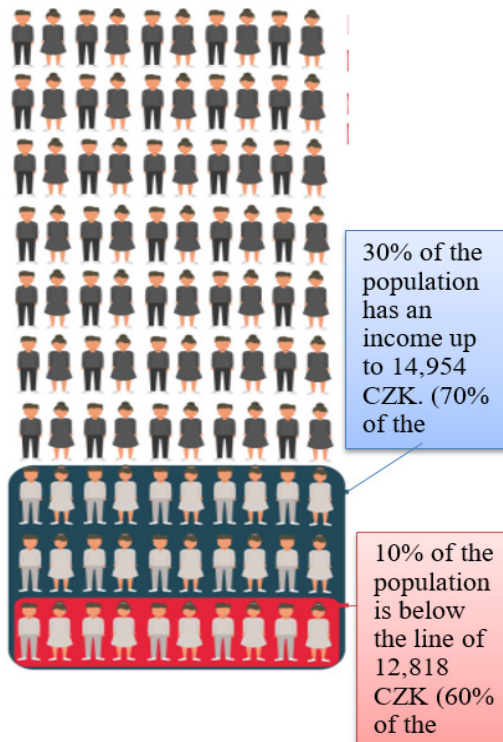 30% of the
population
has an
income up
to 14,954
CZK. (70%
of the
10% of the
population
is below
the line of
12,818
CZK (60%
of the